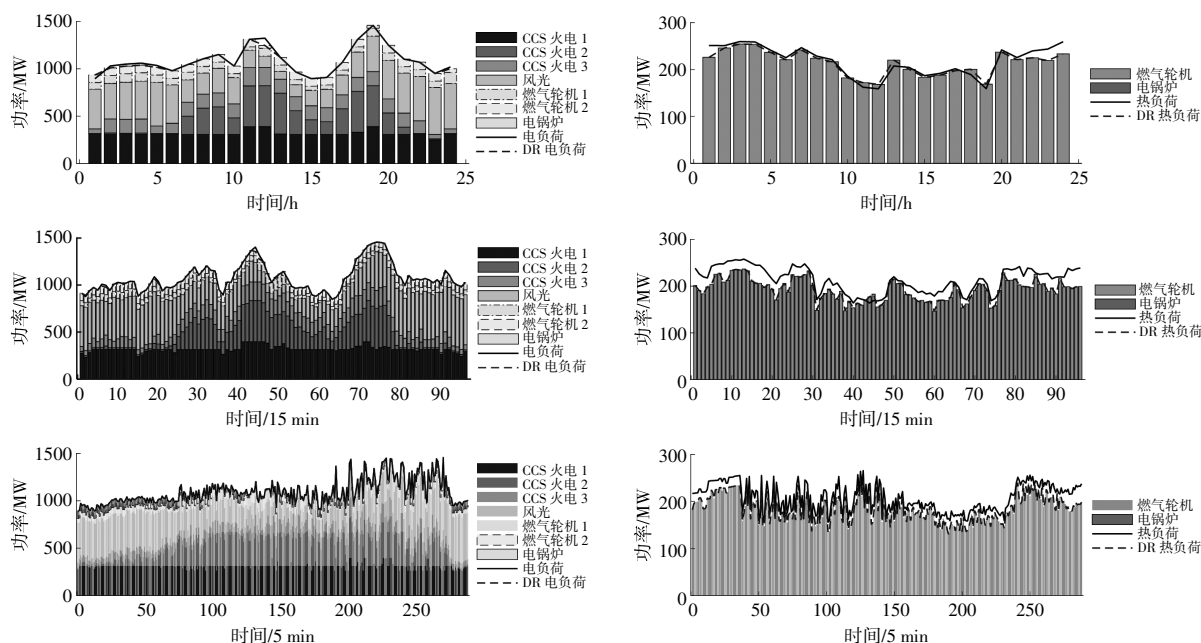 1500
1000
500
0
功率/MW
0 5 10 15 20 25
时间/h
CCS 火电 1
CCS 火电 2
CCS 火电 3
风光
燃气轮机 1
燃气轮机 2
电锅炉
电负荷
DR 电负荷
300
200
100
0
功率/MW
0 5 10 15 20 25
时间/h
燃气轮机
电锅炉
热负荷
DR 热负荷
1500
1000
500
0
功率/MW
0 10 20 30 40 50 60 70 80 90
时间/15 min
CCS 火电 1
CCS 火电 2
CCS 火电 3
风光
燃气轮机 1
燃气轮机 2
电锅炉
电负荷
DR 电负荷
300
200
100
0
功率/MW
0 10 20 30 40 50 60 70 80 90
时间/15 min
燃气轮机
电锅炉
热负荷
DR 热负荷
1500
1000
500
0
功率/MW
0 50 100 150 200 250
时间/5 min
CCS 火电 1
CCS 火电 2
CCS 火电 3
风光
燃气轮机 1
燃气轮机 2
电锅炉
电负荷
DR 电负荷
300
200
100
0
功率/MW
0 50 100 150 200 250
时间/5 min
燃气轮机
电锅炉
热负荷
DR 热负荷